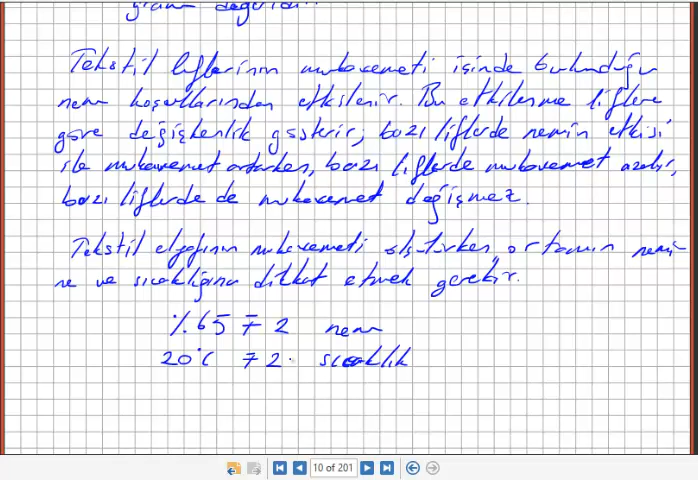 değildir.
Tekstil liflerinin mukavemeti içinde bulunduğu
nem koşullarından etkilenir. Bu etkilenme liflere
göre değişkenlik gösterir, bazı liflerde nemin etkisi
ile mukavemet artarken, bazı liflerde mukavemet azalır,
bazı liflerde de mukavemet değişmez.
Tekstil elyafının mukavemeti ölçülürken ortamın nemi-
ne ve sıcaklığına dikkat etmek gerekir.
%65 ∓ 2 nem
20°C ∓ 2 sıcaklık
10 of 201